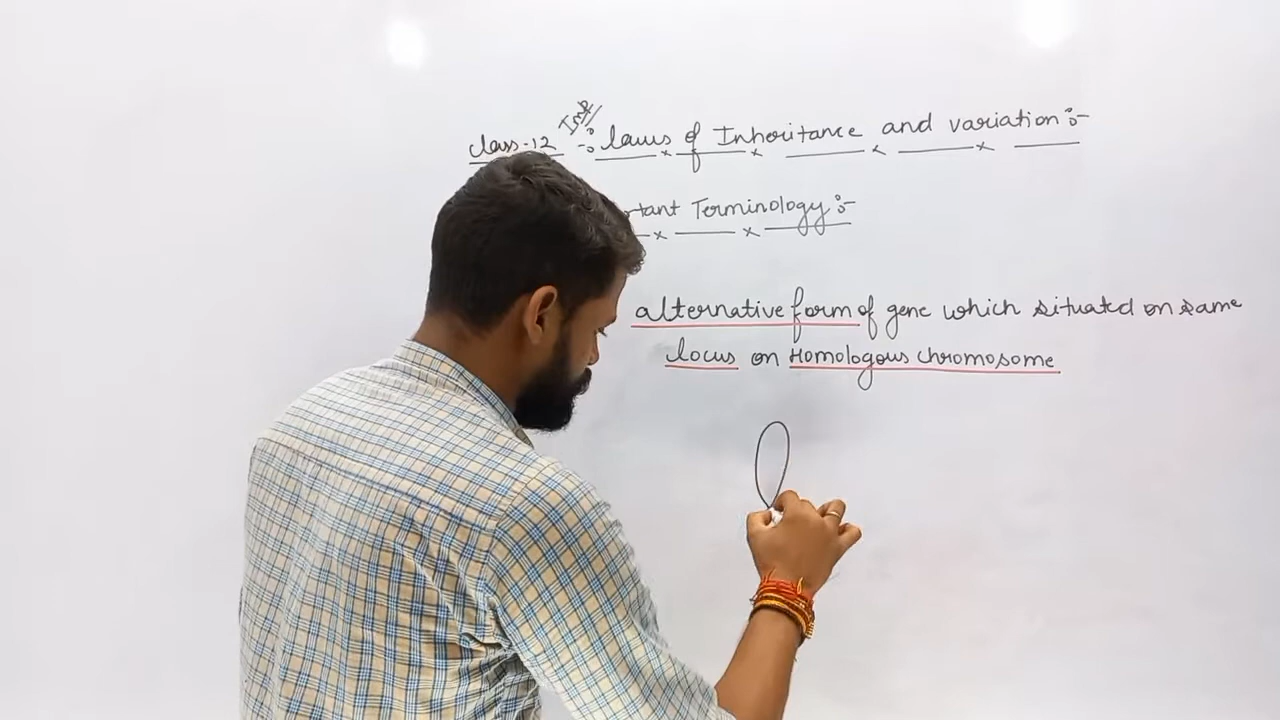 Class-12 Imp :- laws of Inheritance and variation :-
tant Terminology :-
alternative form of gene which situated on same
locus on Homologous chromosome